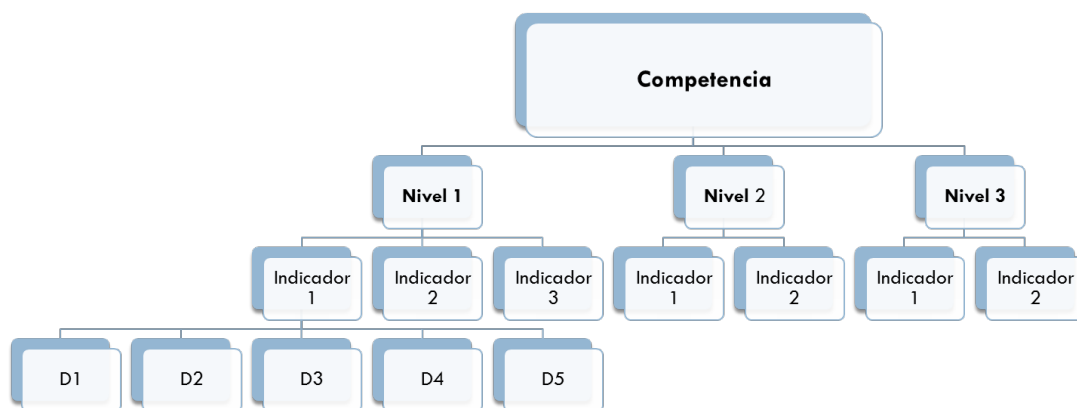 Competencia
Nivel 1
Nivel 2
Nivel 3
Indicador
1
Indicador
2
Indicador
3
Indicador
1
Indicador
2
Indicador
1
Indicador
2
D1
D2
D3
D4
D5